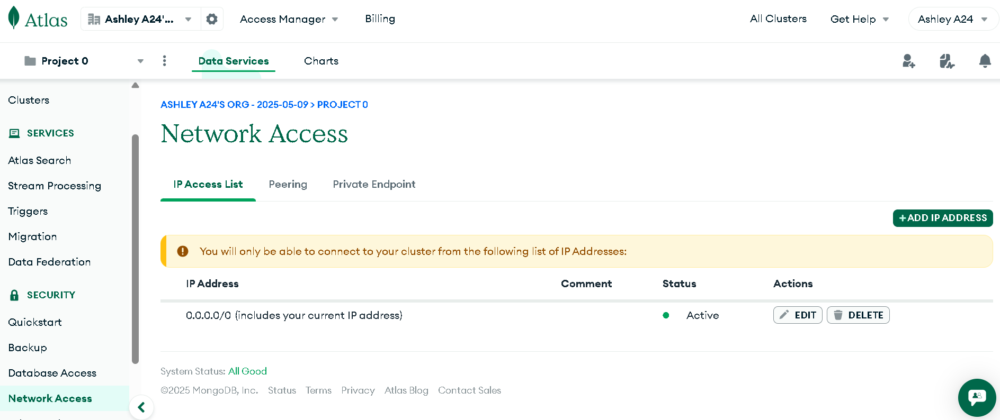 Atlas
Ashley A24'...
Access Manager
Billing
All Clusters
Get Help
Ashley A24
Project 0
Data Services
Charts
Clusters
SERVICES
Atlas Search
Stream Processing
Triggers
Migration
Data Federation
SECURITY
Quickstart
Backup
Database Access
Network Access
ASHLEY A24'S ORG - 2025-05-09 > PROJECT 0
Network Access
IP Access List
Peering
Private Endpoint
+ ADD IP ADDRESS
You will only be able to connect to your cluster from the following list of IP Addresses:
IP Address Comment Status Actions
0.0.0.0/0 (includes your current IP address) Active EDIT DELETE
System Status: All Good
©2025 MongoDB, Inc. Status Terms Privacy Atlas Blog Contact Sales